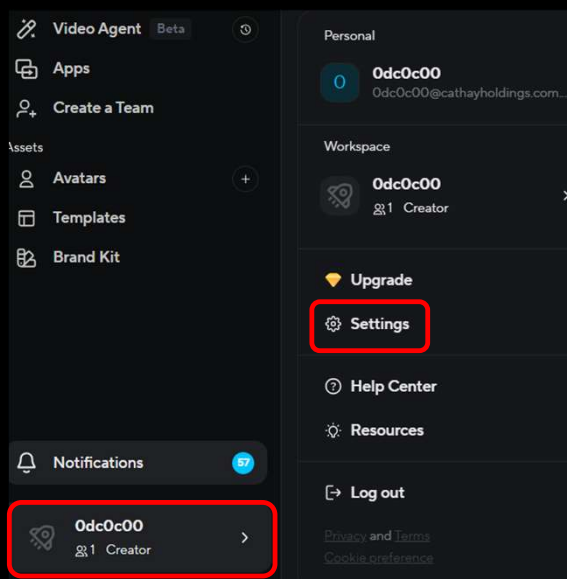 Video Agent Beta
Apps
Create a Team
Assets
Avatars
Templates
Brand Kit
Notifications 57
0dc0c00
1 Creator
Personal
0
0dc0c00
0dc0c00@cathayholdings.com...
Workspace
0dc0c00
1 Creator
Upgrade
Settings
Help Center
Resources
Log out
Privacy and Terms
Cookie preference